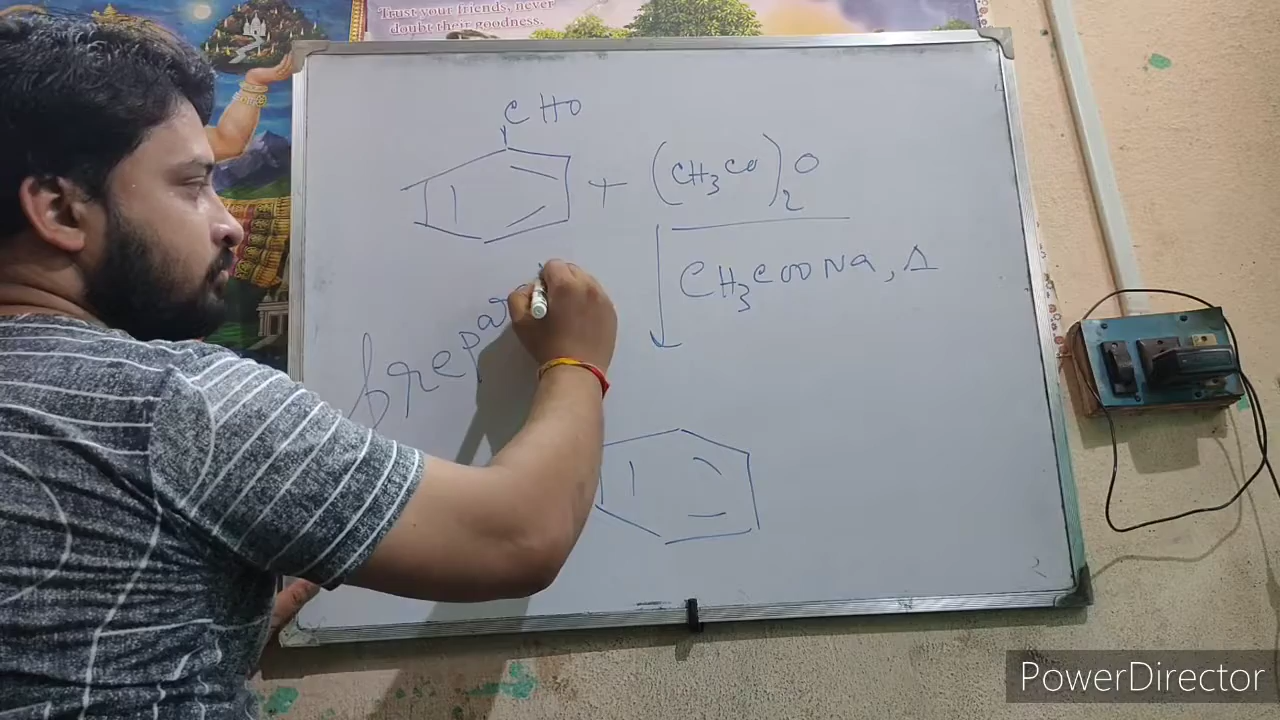 Trust your friends, never
doubt their goodness.
CHO
+ (CH3CO)2O
CH3COONa, Δ
prepar
PowerDirector